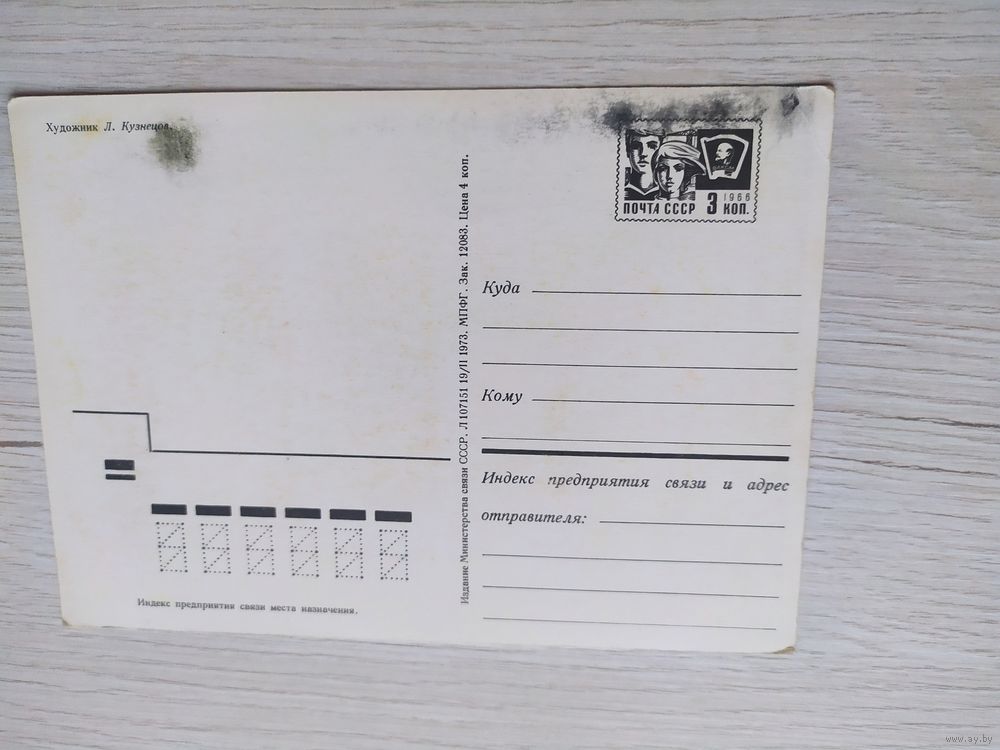 Художник Л. Кузнецов.
1966
ПОЧТА СССР 3 КОП.
Издание Министерства связи СССР. Л 107151 19/II 1973. МПФГ. Зак. 12083. Цена 4 коп.
Куда
Кому
Индекс предприятия связи и адрес
отправителя:
Индекс предприятия связи места назначения.
www.ay.by